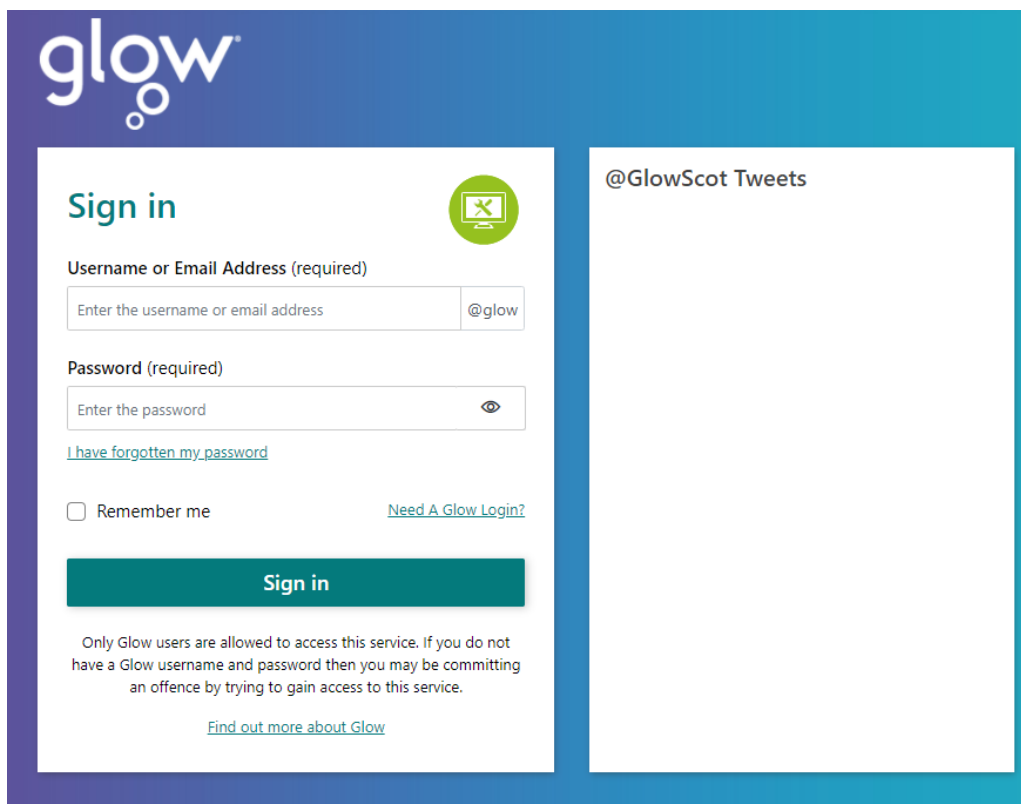 glow
Sign in
Username or Email Address (required)
Enter the username or email address
@glow
Password (required)
Enter the password
I have forgotten my password
Remember me
Need A Glow Login?
Sign in
Only Glow users are allowed to access this service. If you do not
have a Glow username and password then you may be committing
an offence by trying to gain access to this service.
Find out more about Glow
@GlowScot Tweets